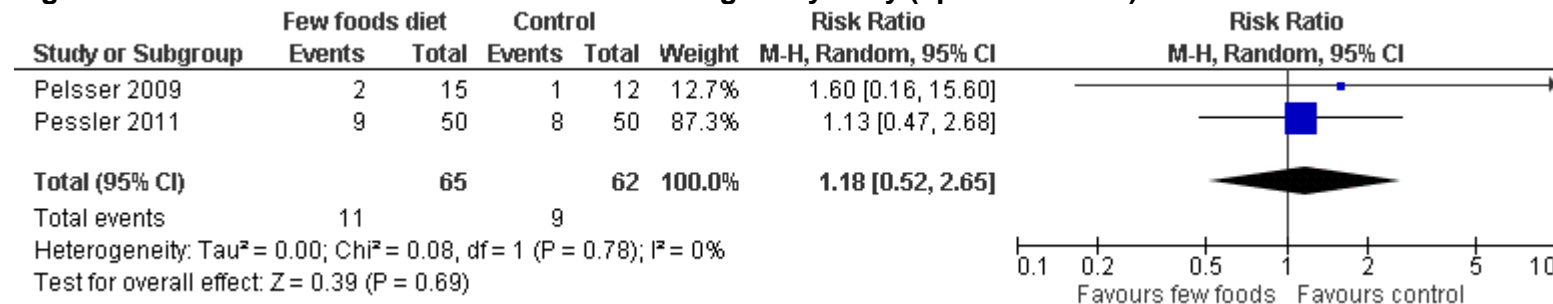 Few foods diet Control Risk Ratio Risk Ratio
Study or Subgroup Events Total Events Total Weight M-H, Random, 95% CI M-H, Random, 95% CI
Pelsser 2009 2 15 1 12 12.7% 1.60 [0.16, 15.60]
Pessler 2011 9 50 8 50 87.3% 1.13 [0.47, 2.68]
Total (95% CI) 65 62 100.0% 1.18 [0.52, 2.65]
Total events 11 9
Heterogeneity: Tau² = 0.00; Chi² = 0.08, df = 1 (P = 0.78); I² = 0%
Test for overall effect: Z = 0.39 (P = 0.69)
0.1 0.2 0.5 1 2 5 10
Favours few foods Favours control